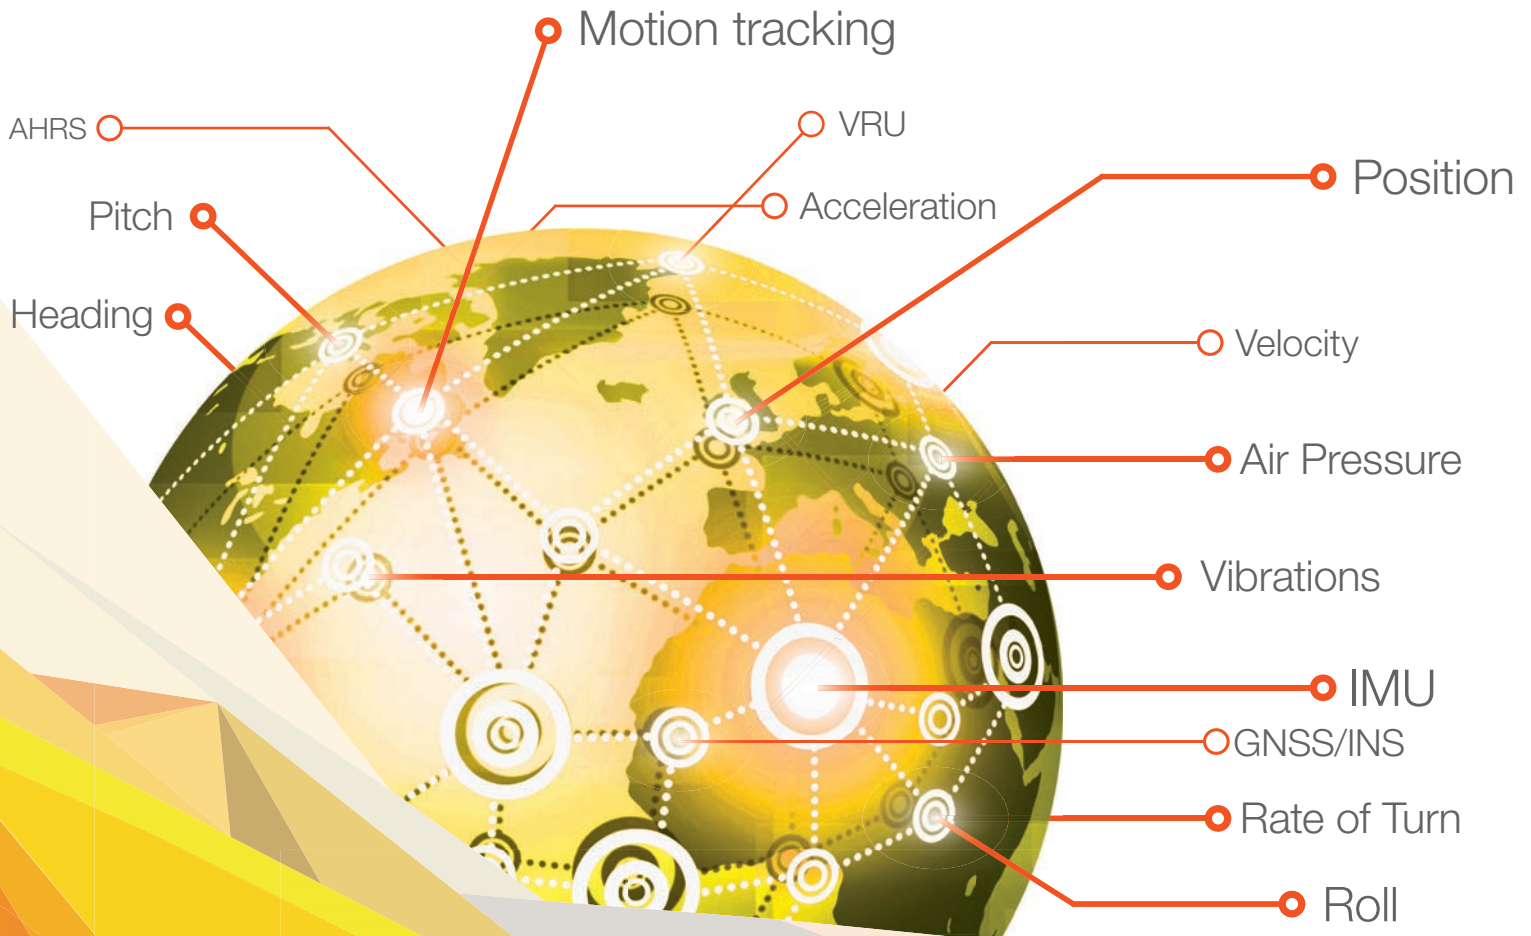 Motion tracking
AHRS
VRU
Position
Acceleration
Pitch
Heading
Velocity
Air Pressure
Vibrations
IMU
GNSS/INS
Rate of Turn
Roll